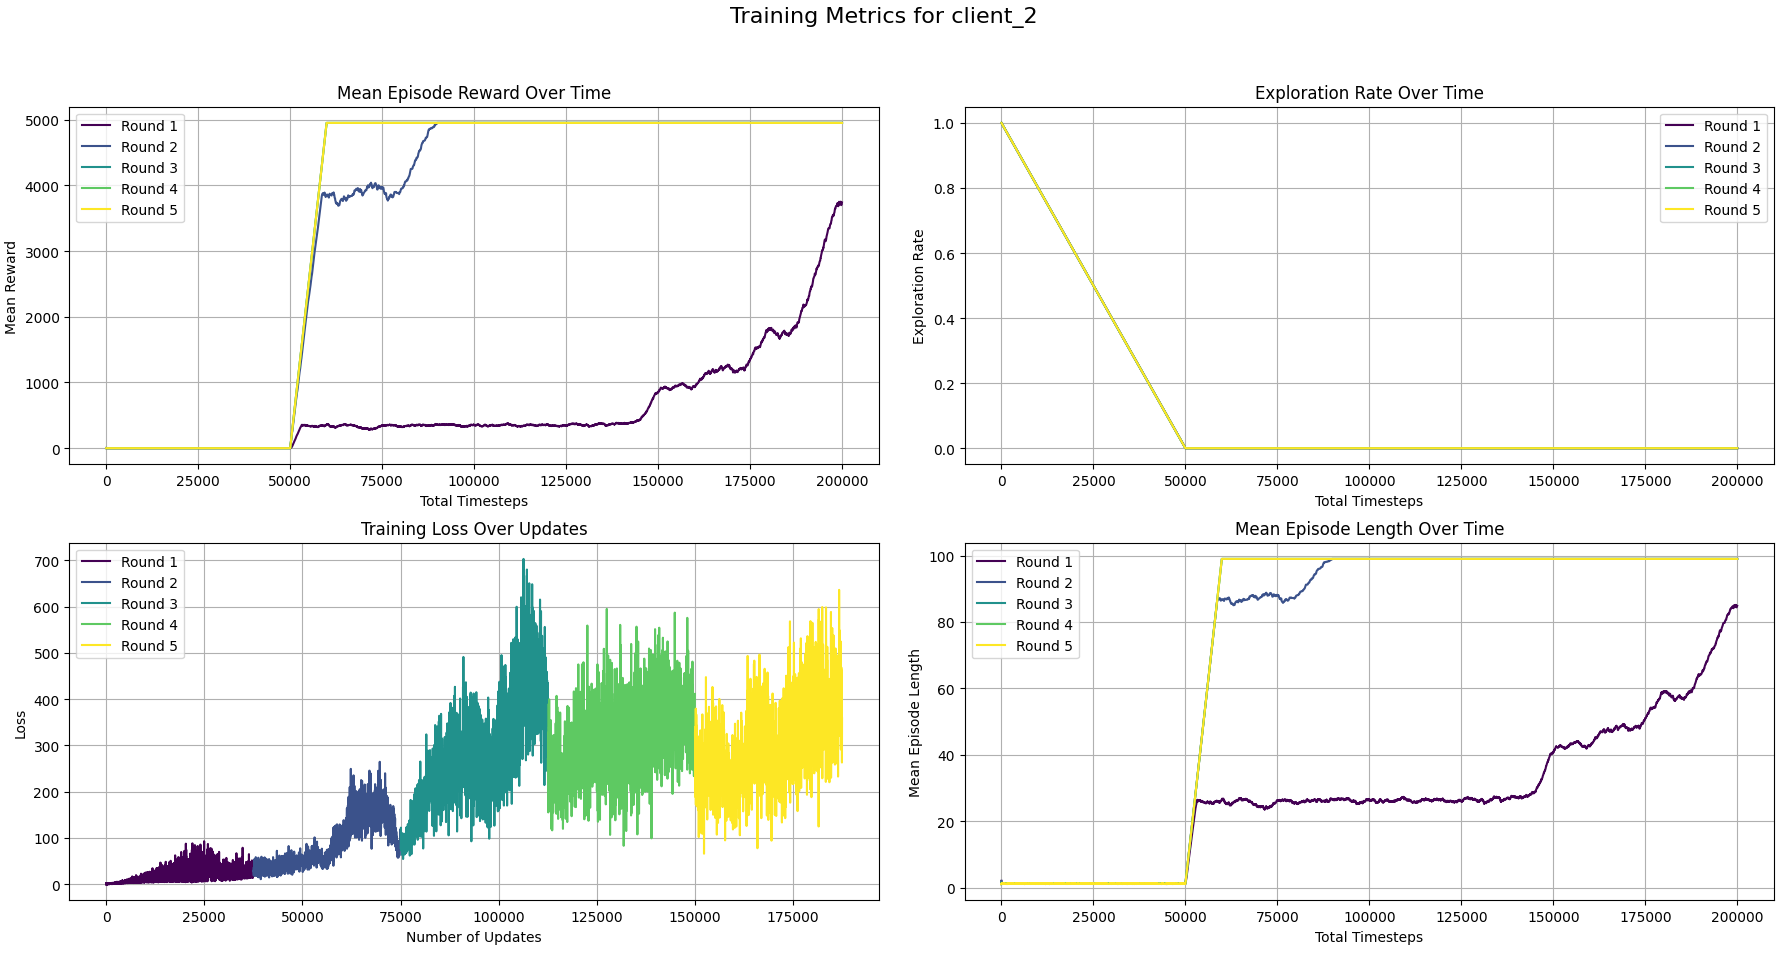 Training Metrics for client_2
Mean Episode Reward Over Time
Mean Reward
5000
4000
3000
2000
1000
0
Round 1
Round 2
Round 3
Round 4
Round 5
0 25000 50000 75000 100000 125000 150000 175000 200000
Total Timesteps
Exploration Rate Over Time
Exploration Rate
1.0
0.8
0.6
0.4
0.2
0.0
Round 1
Round 2
Round 3
Round 4
Round 5
0 25000 50000 75000 100000 125000 150000 175000 200000
Total Timesteps
Training Loss Over Updates
Loss
700
600
500
400
300
200
100
0
Round 1
Round 2
Round 3
Round 4
Round 5
0 25000 50000 75000 100000 125000 150000 175000
Number of Updates
Mean Episode Length Over Time
Mean Episode Length
100
80
60
40
20
0
Round 1
Round 2
Round 3
Round 4
Round 5
0 25000 50000 75000 100000 125000 150000 175000 200000
Total Timesteps